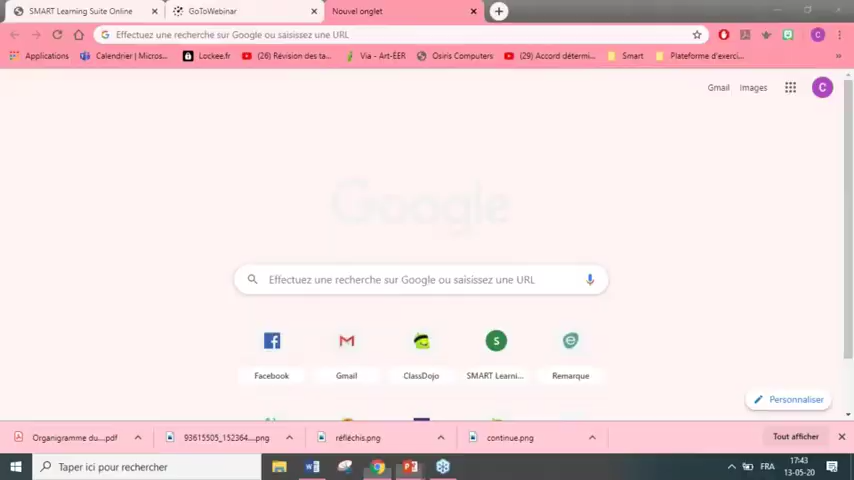 SMART Learning Suite Online
GoToWebinar
Nouvel onglet
Effectuez une recherche sur Google ou saisissez une URL
Applications
Calendrier | Micros...
Lockee.fr
(26) Révision des ta...
Via - Art-ÉER
Osiris Computers
(29) Accord détermi...
Smart
Plateforme d'exerci...
Gmail
Images
C
Google
Effectuez une recherche sur Google ou saisissez une URL
S
Facebook
Gmail
ClassDojo
SMART Learni...
Remarque
Personnaliser
Organigramme du....pdf
93615505_152364....png
réfléchis.png
continue.png
Tout afficher
Taper ici pour rechercher
FRA
17:43
13-05-20